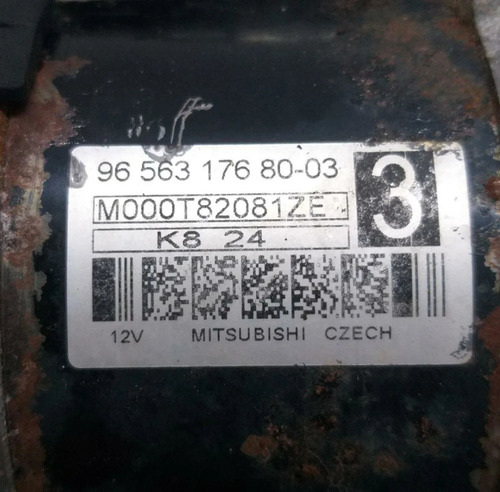 96 563 176 80-03
3
M000T82081ZE
K8 24
12V MITSUBISHI CZECH